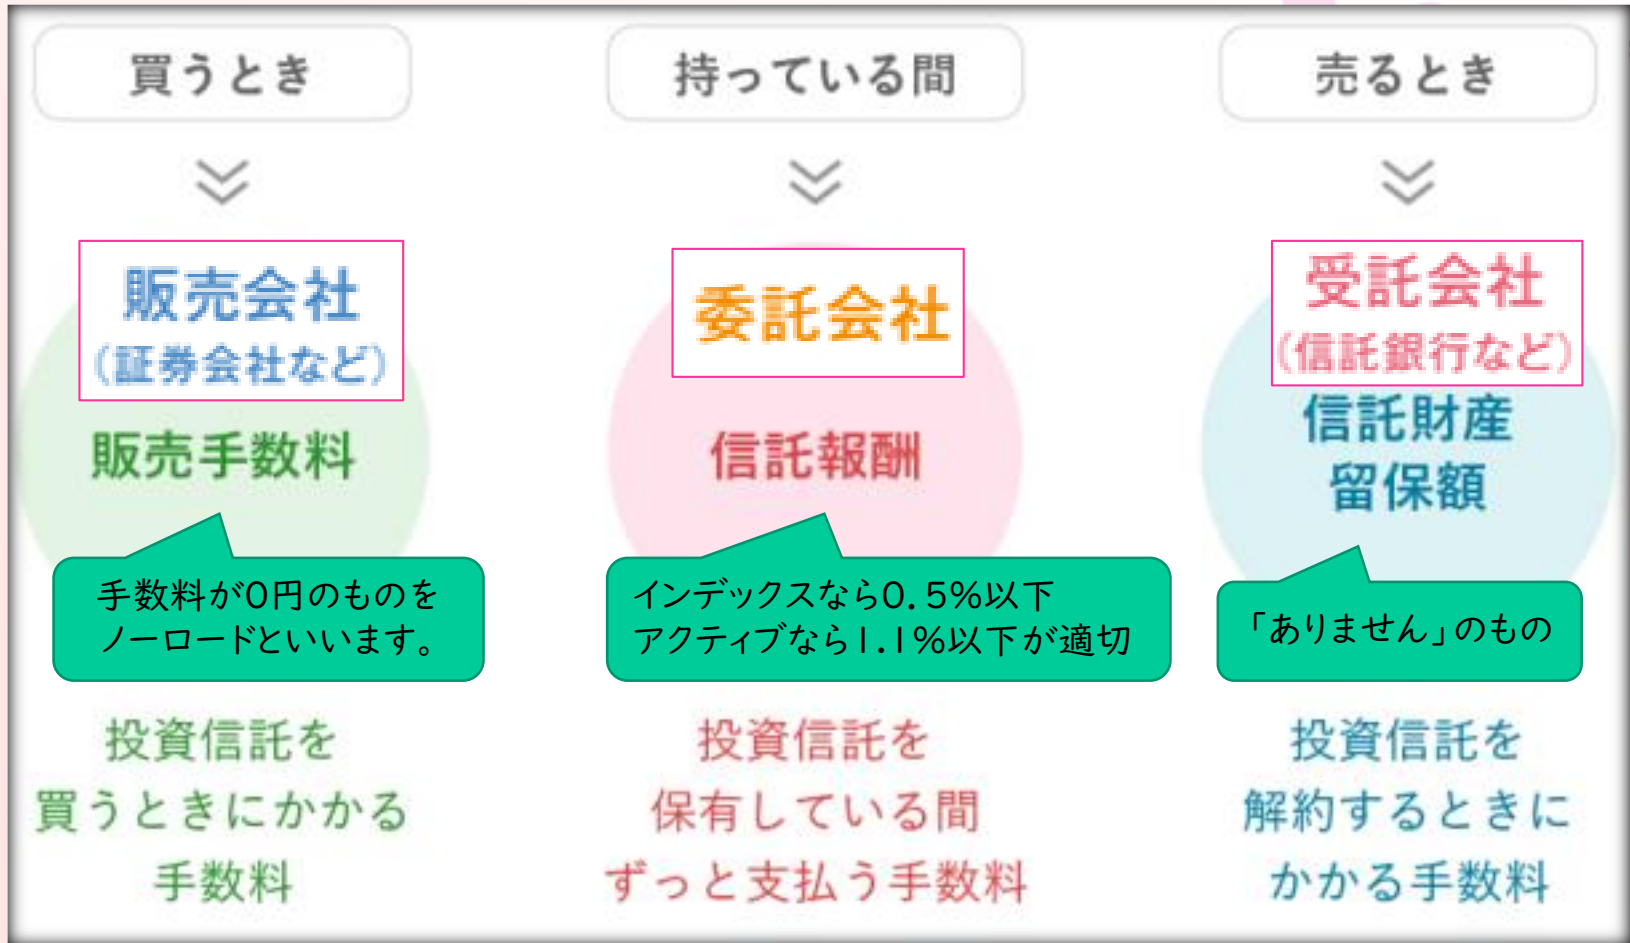 買うとき
販売会社
(証券会社など)
販売手数料
手数料が0円のものを
ノーロードといいます。
投資信託を
買うときにかかる
手数料
持っている間
委託会社
信託報酬
インデックスなら0.5%以下
アクティブなら1.1%以下が適切
投資信託を
保有している間
ずっと支払う手数料
売るとき
受託会社
(信託銀行など)
信託財産
留保額
「ありません」のもの
投資信託を
解約するときに
かかる手数料